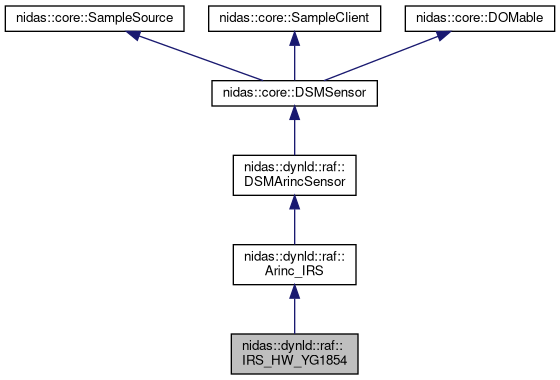 nidas::core::SampleSource
nidas::core::SampleClient
nidas::core::DOMable
nidas::core::DSMSensor
nidas::dynld::raf::
DSMArincSensor
nidas::dynld::raf::
Arinc_IRS
nidas::dynld::raf::
IRS_HW_YG1854